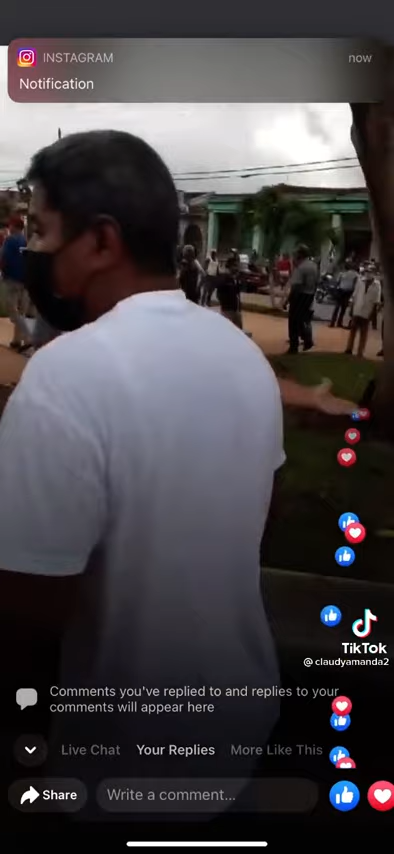 INSTAGRAM now
Notification
TikTok
@claudyamanda2
Comments you've replied to and replies to your
comments will appear here
Live Chat Your Replies More Like This
Share Write a comment...